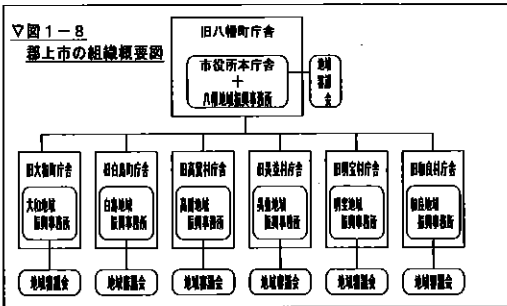 ▽図1－8
郡上市の組織概要図
旧八幡町庁舎
市役所本庁舎
＋
八幡地域振興事務所
地域
審議
会
旧大和町庁舎 旧白鳥町庁舎 旧高鷲村庁舎 旧美並村庁舎 旧明宝村庁舎 旧和良村庁舎
大和地域 白鳥地域 高鷲地域 美並地域 明宝地域 和良地域
振興事務所 振興事務所 振興事務所 振興事務所 振興事務所 振興事務所
地域審議会 地域審議会 地域審議会 地域審議会 地域審議会 地域審議会